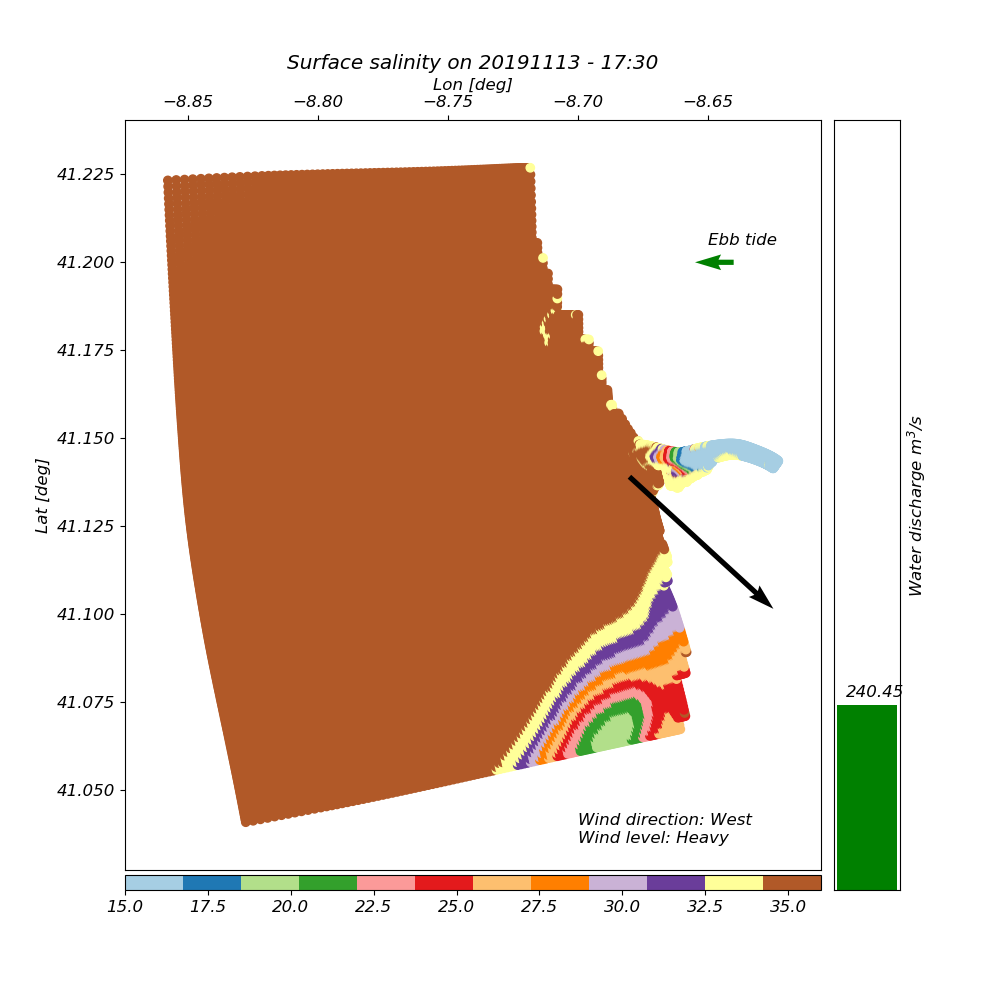 Surface salinity on 20191113 - 17:30
Lon [deg]
−8.85 −8.80 −8.75 −8.70 −8.65
41.225
41.200
41.175
41.150
41.125
41.100
41.075
41.050
Lat [deg]
Ebb tide
Wind direction: West
Wind level: Heavy
15.0 17.5 20.0 22.5 25.0 27.5 30.0 32.5 35.0
240.45
Water discharge m³/s